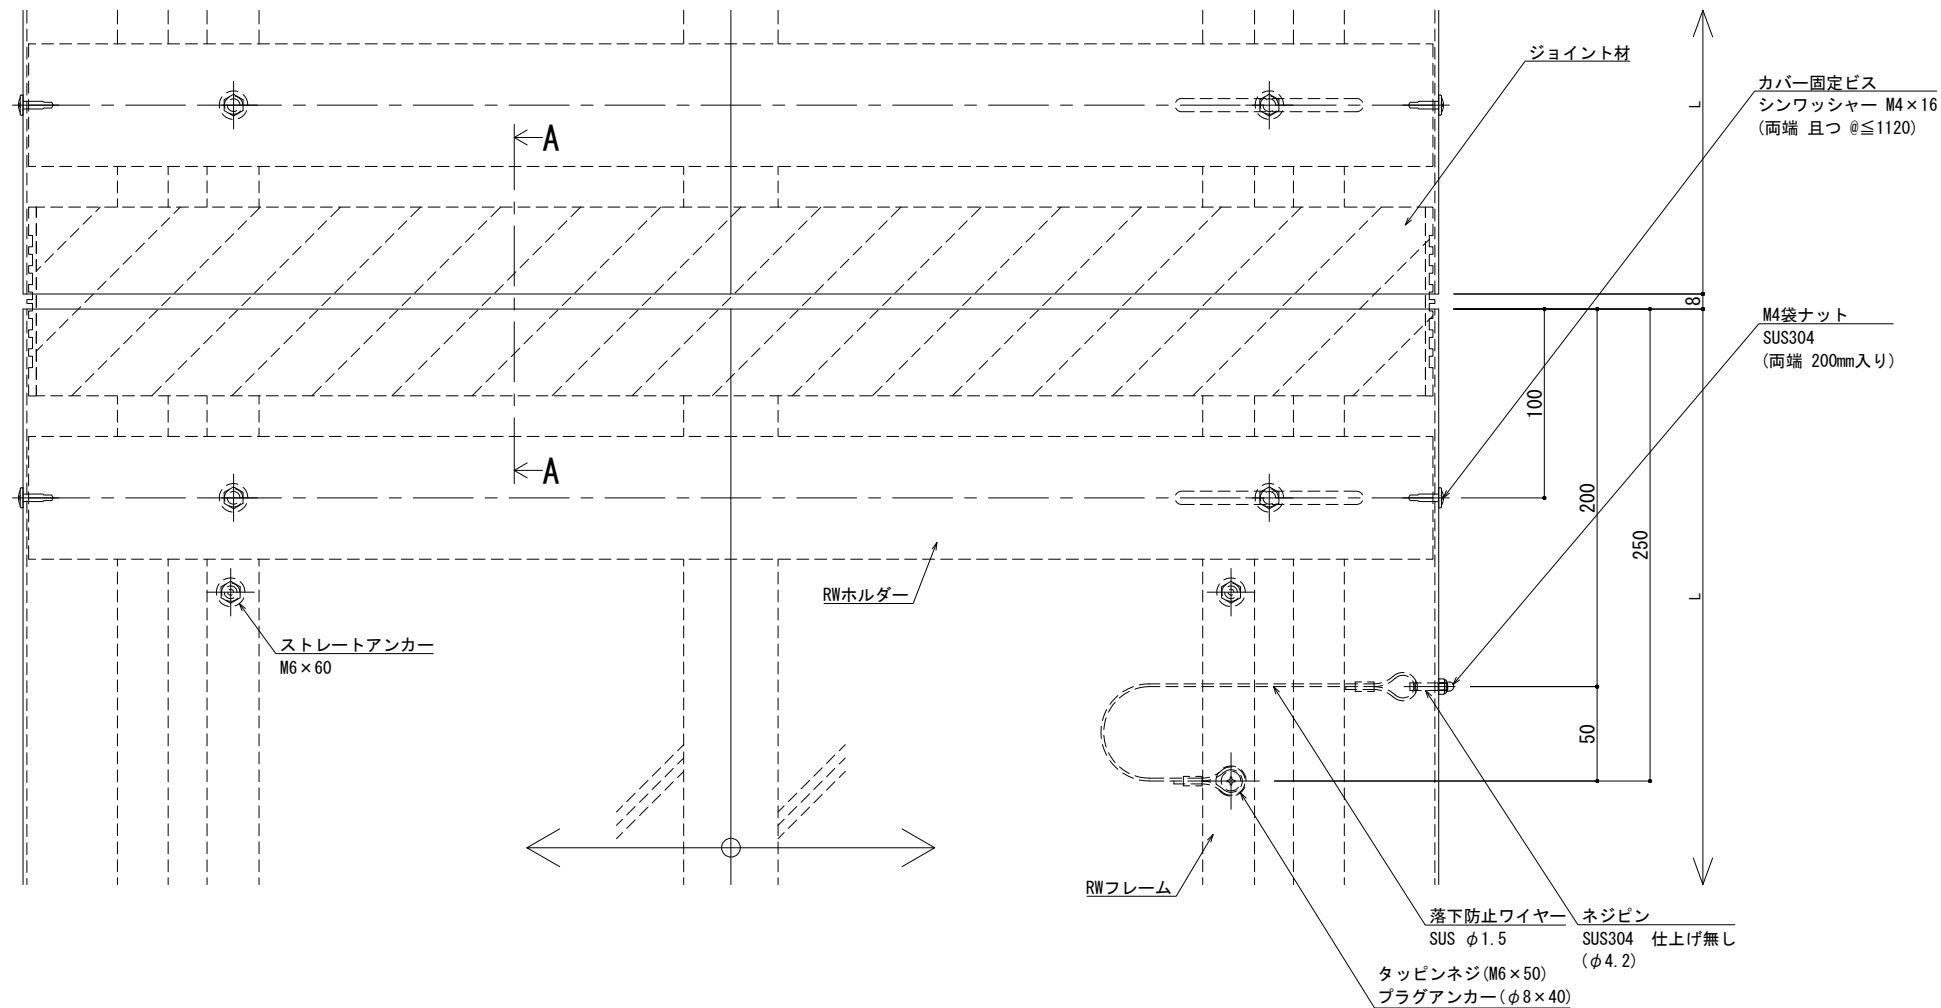 ジョイント材
カバー固定ビス
シンワッシャー M4×16
(両端 且つ @≦1120)
L
A
8
M4袋ナット
SUS304
(両端 200mm入り)
100
A
200
250
RWホルダー
L
ストレートアンカー
M6×60
50
RWフレーム
落下防止ワイヤー
SUS φ1.5
ネジピン
SUS304 仕上げ無し
(φ4.2)
タッピンネジ(M6×50)
プラグアンカー(φ8×40)